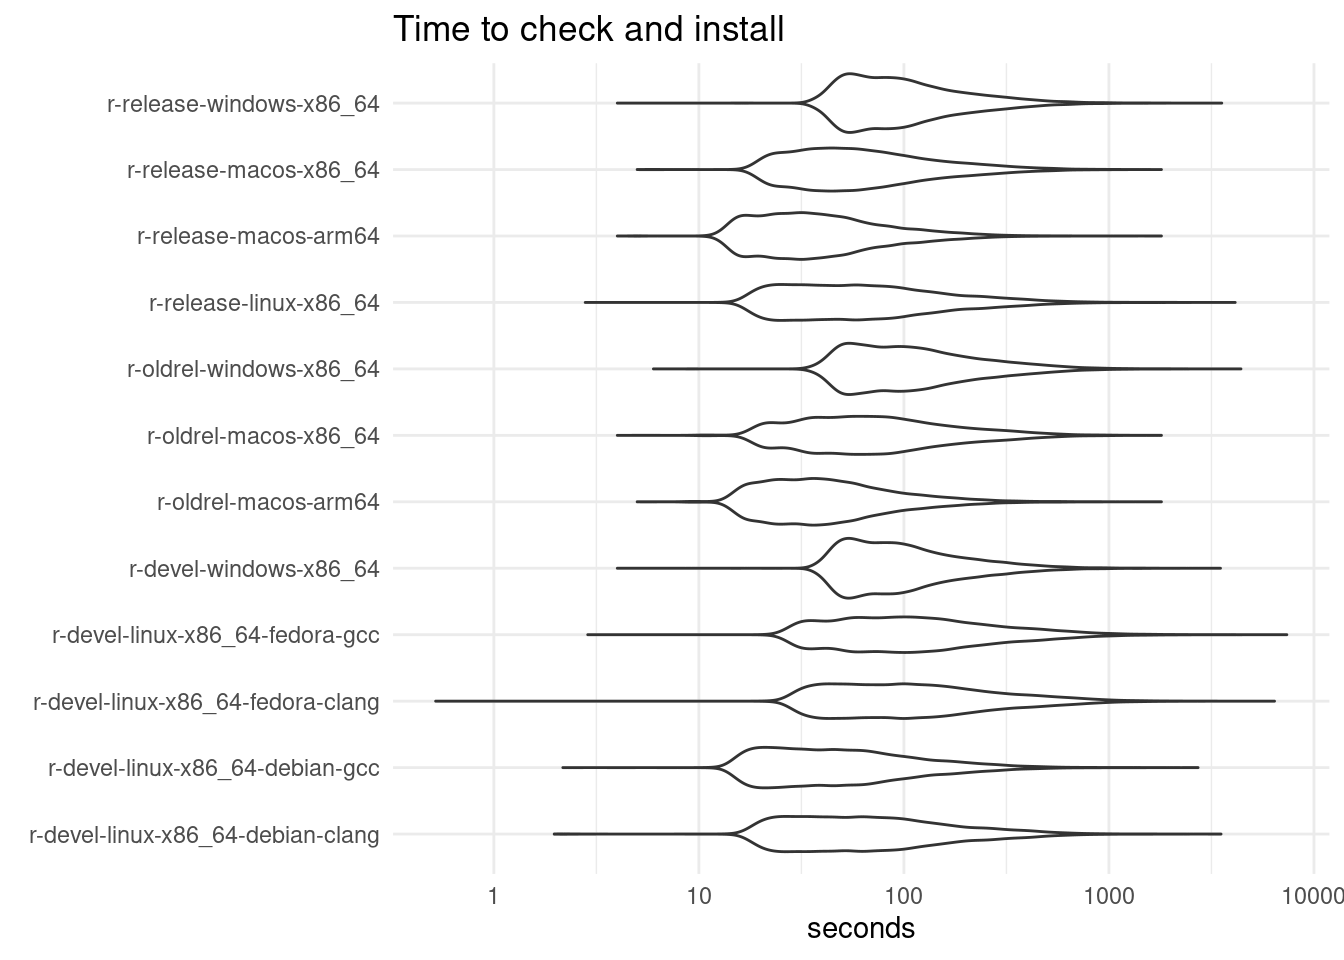 Time to check and install
r-release-windows-x86_64
r-release-macos-x86_64
r-release-macos-arm64
r-release-linux-x86_64
r-oldrel-windows-x86_64
r-oldrel-macos-x86_64
r-oldrel-macos-arm64
r-devel-windows-x86_64
r-devel-linux-x86_64-fedora-gcc
r-devel-linux-x86_64-fedora-clang
r-devel-linux-x86_64-debian-gcc
r-devel-linux-x86_64-debian-clang
1 10 100 1000 10000
seconds